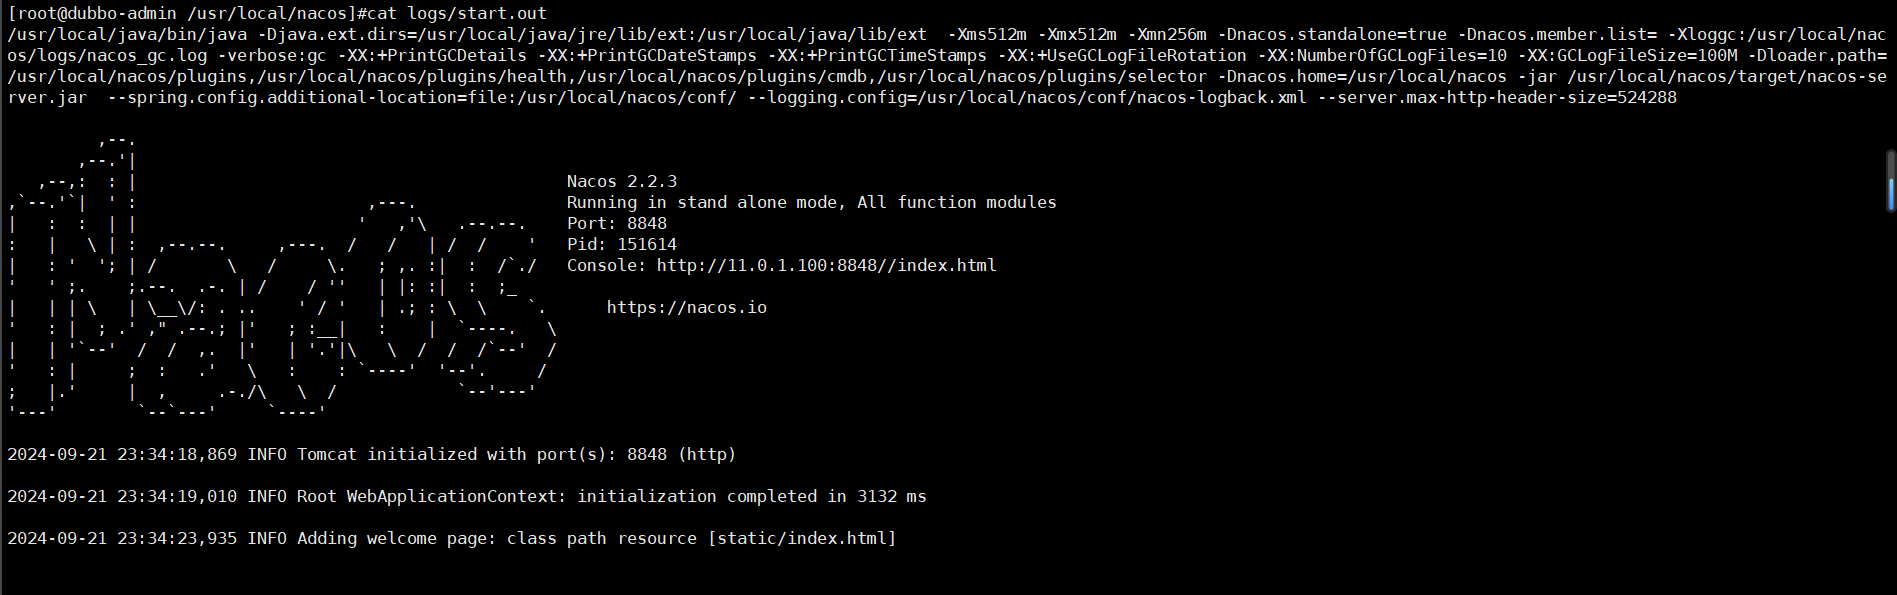 [root@dubbo-admin /usr/local/nacos]#cat logs/start.out
/usr/local/java/bin/java -Djava.ext.dirs=/usr/local/java/jre/lib/ext:/usr/local/java/lib/ext  -Xms512m -Xmx512m -Xmn256m -Dnacos.standalone=true -Dnacos.member.list= -Xloggc:/usr/local/nac
os/logs/nacos_gc.log -verbose:gc -XX:+PrintGCDetails -XX:+PrintGCDateStamps -XX:+PrintGCTimeStamps -XX:+UseGCLogFileRotation -XX:NumberOfGCLogFiles=10 -XX:GCLogFileSize=100M -Dloader.path=
/usr/local/nacos/plugins,/usr/local/nacos/plugins/health,/usr/local/nacos/plugins/cmdb,/usr/local/nacos/plugins/selector -Dnacos.home=/usr/local/nacos -jar /usr/local/nacos/target/nacos-se
rver.jar  --spring.config.additional-location=file:/usr/local/nacos/conf/ --logging.config=/usr/local/nacos/conf/nacos-logback.xml --server.max-http-header-size=524288
Nacos 2.2.3
Running in stand alone mode, All function modules
Port: 8848
Pid: 151614
Console: http://11.0.1.100:8848//index.html
https://nacos.io
2024-09-21 23:34:18,869 INFO Tomcat initialized with port(s): 8848 (http)
2024-09-21 23:34:19,010 INFO Root WebApplicationContext: initialization completed in 3132 ms
2024-09-21 23:34:23,935 INFO Adding welcome page: class path resource [static/index.html]